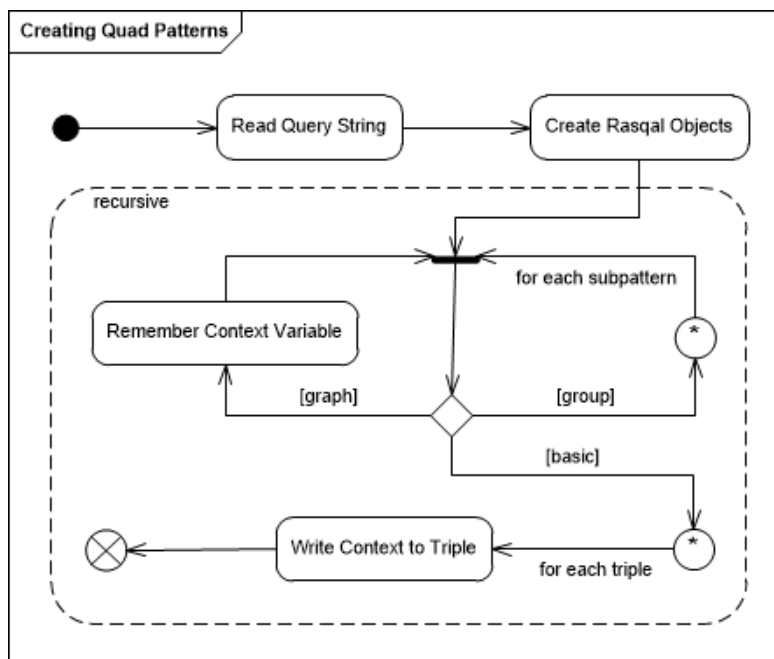 Creating Quad Patterns
Read Query String
Create Rasqal Objects
recursive
for each subpattern
Remember Context Variable
*
[graph]
[group]
[basic]
Write Context to Triple
*
for each triple